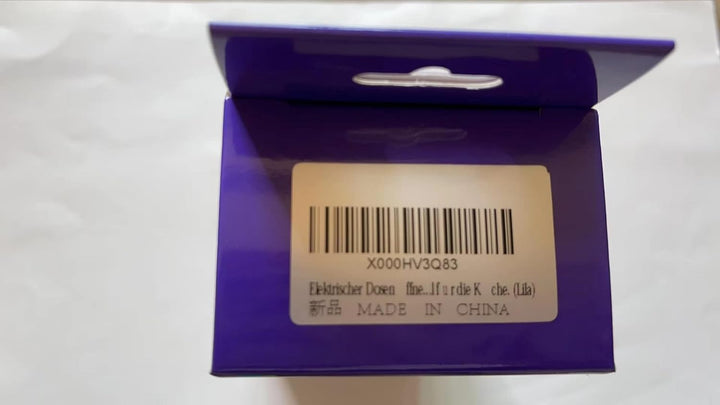 X000HV3Q83
Elektrischer Dosen ffne...lf u r die K che. (Lila)
新品 MADE IN CHINA